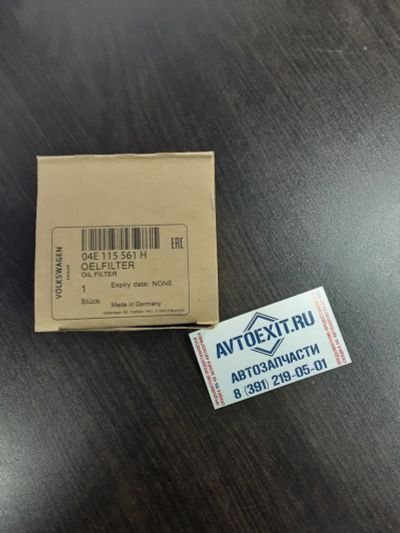 VOLKSWAGEN
GROUP
04E 115 561 H
OELFILTER
OIL FILTER
1
Expiry date: NONE
Stück
Made in Germany
EAC
AVTOEXIT.RU
АВТОЗАПЧАСТИ
8 (391) 219-05-01